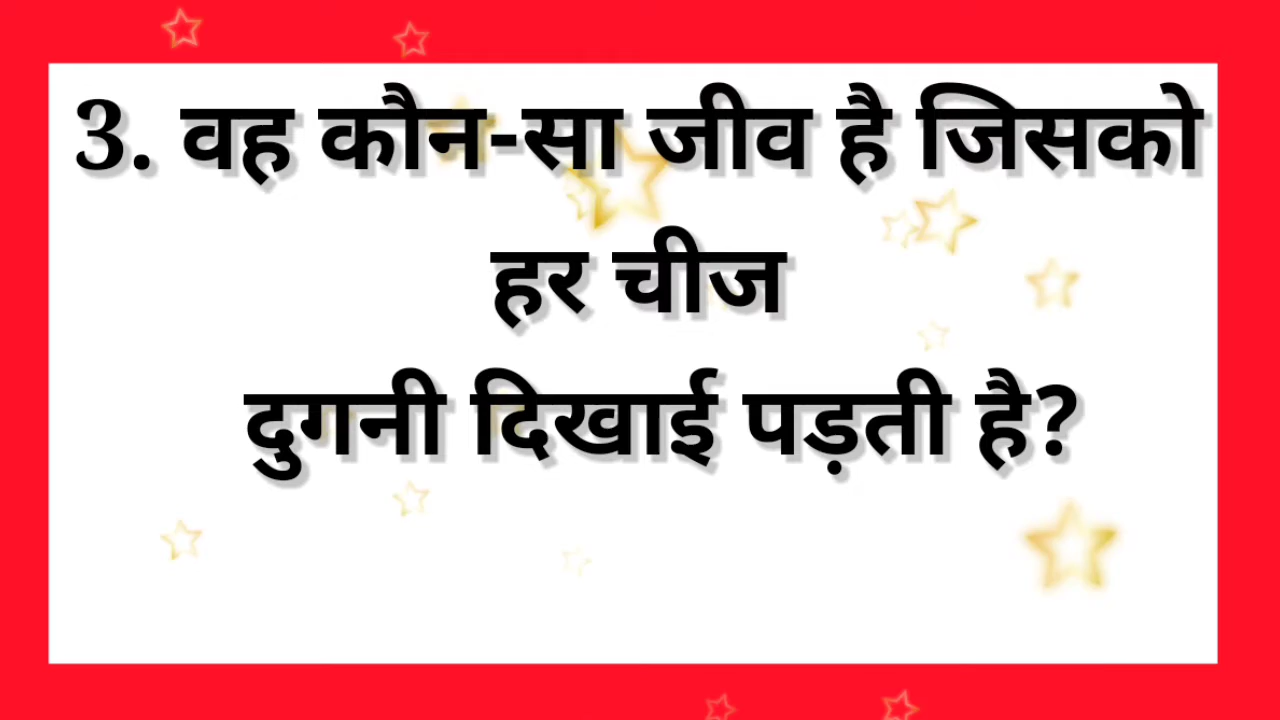 3. वह कौन-सा जीव है जिसको
हर चीज
दुगनी दिखाई पड़ती है?